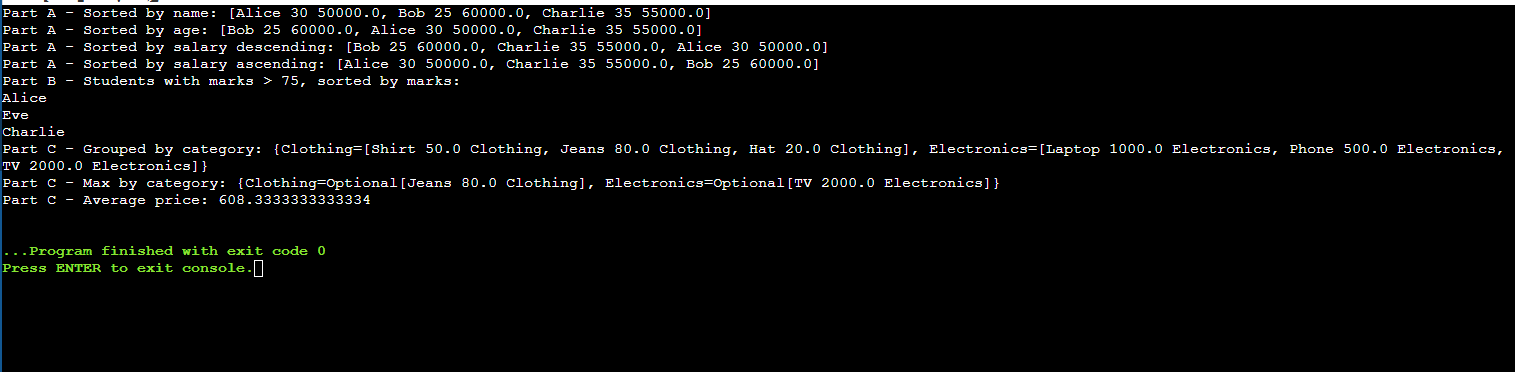 Part A - Sorted by name: [Alice 30 50000.0, Bob 25 60000.0, Charlie 35 55000.0]
Part A - Sorted by age: [Bob 25 60000.0, Alice 30 50000.0, Charlie 35 55000.0]
Part A - Sorted by salary descending: [Bob 25 60000.0, Charlie 35 55000.0, Alice 30 50000.0]
Part A - Sorted by salary ascending: [Alice 30 50000.0, Charlie 35 55000.0, Bob 25 60000.0]
Part B - Students with marks > 75, sorted by marks:
Alice
Eve
Charlie
Part C - Grouped by category: {Clothing=[Shirt 50.0 Clothing, Jeans 80.0 Clothing, Hat 20.0 Clothing], Electronics=[Laptop 1000.0 Electronics, Phone 500.0 Electronics,
TV 2000.0 Electronics]}
Part C - Max by category: {Clothing=Optional[Jeans 80.0 Clothing], Electronics=Optional[TV 2000.0 Electronics]}
Part C - Average price: 608.3333333333334
...Program finished with exit code 0
Press ENTER to exit console.